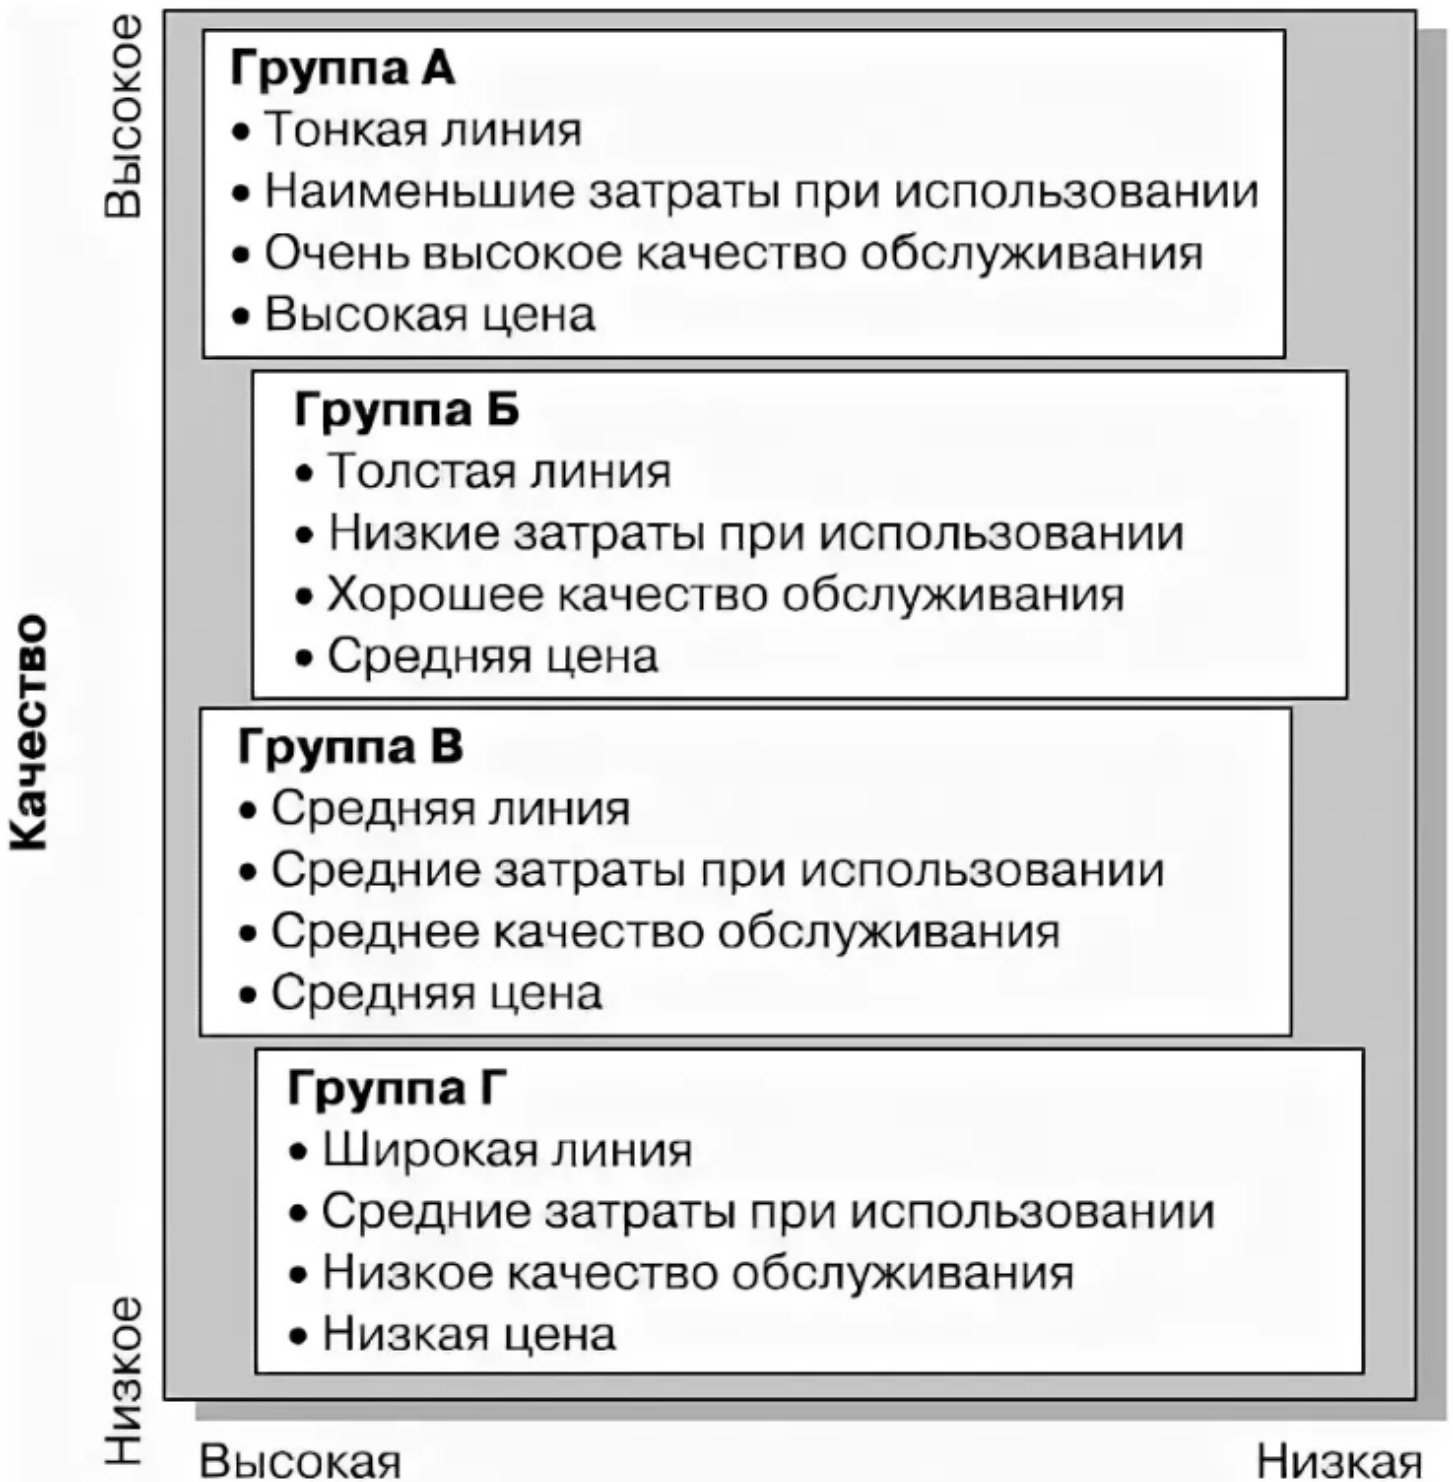 Высокое
Группа А
• Тонкая линия
• Наименьшие затраты при использовании
• Очень высокое качество обслуживания
• Высокая цена
Группа Б
• Толстая линия
• Низкие затраты при использовании
• Хорошее качество обслуживания
• Средняя цена
Качество
Группа В
• Средняя линия
• Средние затраты при использовании
• Среднее качество обслуживания
• Средняя цена
Группа Г
• Широкая линия
• Средние затраты при использовании
• Низкое качество обслуживания
• Низкая цена
Низкое
Высокая
Низкая